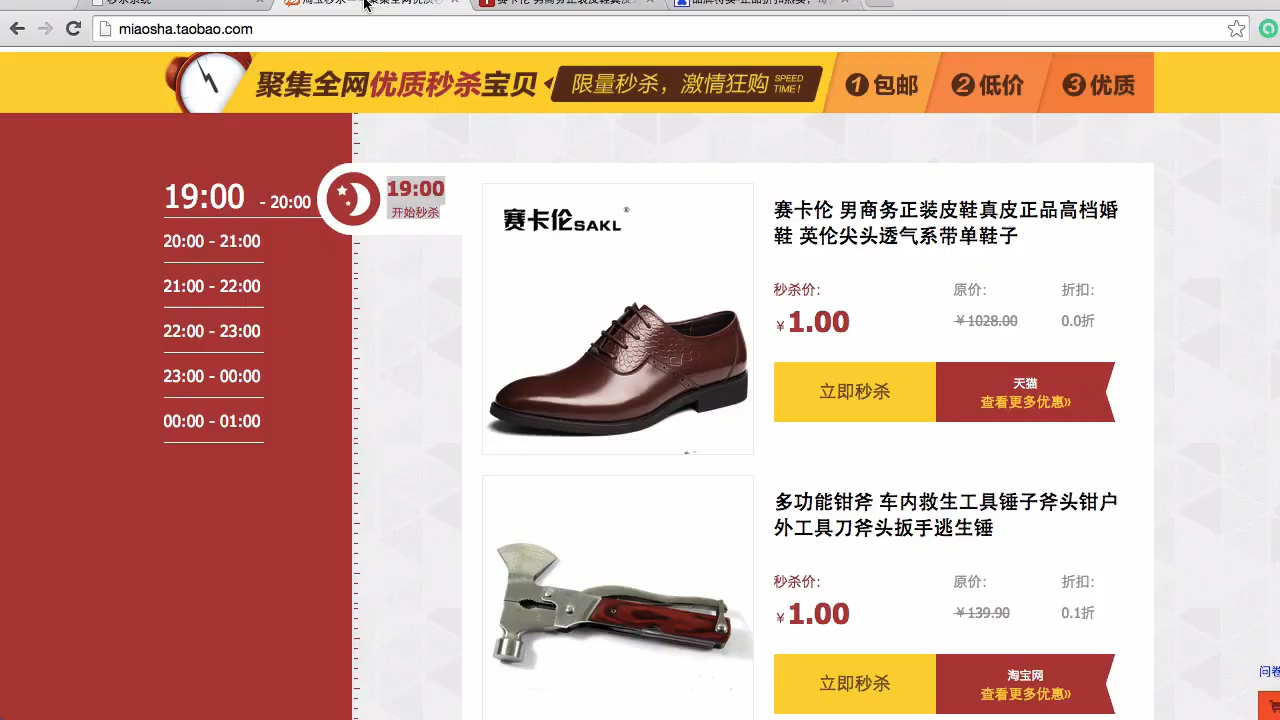 miaosha.taobao.com
聚集全网优质秒杀宝贝
限量秒杀，激情狂购 SPEED TIME!
1 包邮
2 低价
3 优质
19:00 - 20:00
19:00
开始秒杀
20:00 - 21:00
21:00 - 22:00
22:00 - 23:00
23:00 - 00:00
00:00 - 01:00
赛卡伦SAKL®
赛卡伦 男商务正装皮鞋真皮正品高档婚
鞋 英伦尖头透气系带单鞋子
秒杀价: 原价: 折扣:
￥1.00 ￥1028.00 0.0折
立即秒杀
天猫
查看更多优惠»
多功能钳斧 车内救生工具锤子斧头钳户
外工具刀斧头扳手逃生锤
秒杀价: 原价: 折扣:
￥1.00 ￥139.90 0.1折
立即秒杀
淘宝网
查看更多优惠»
问卷